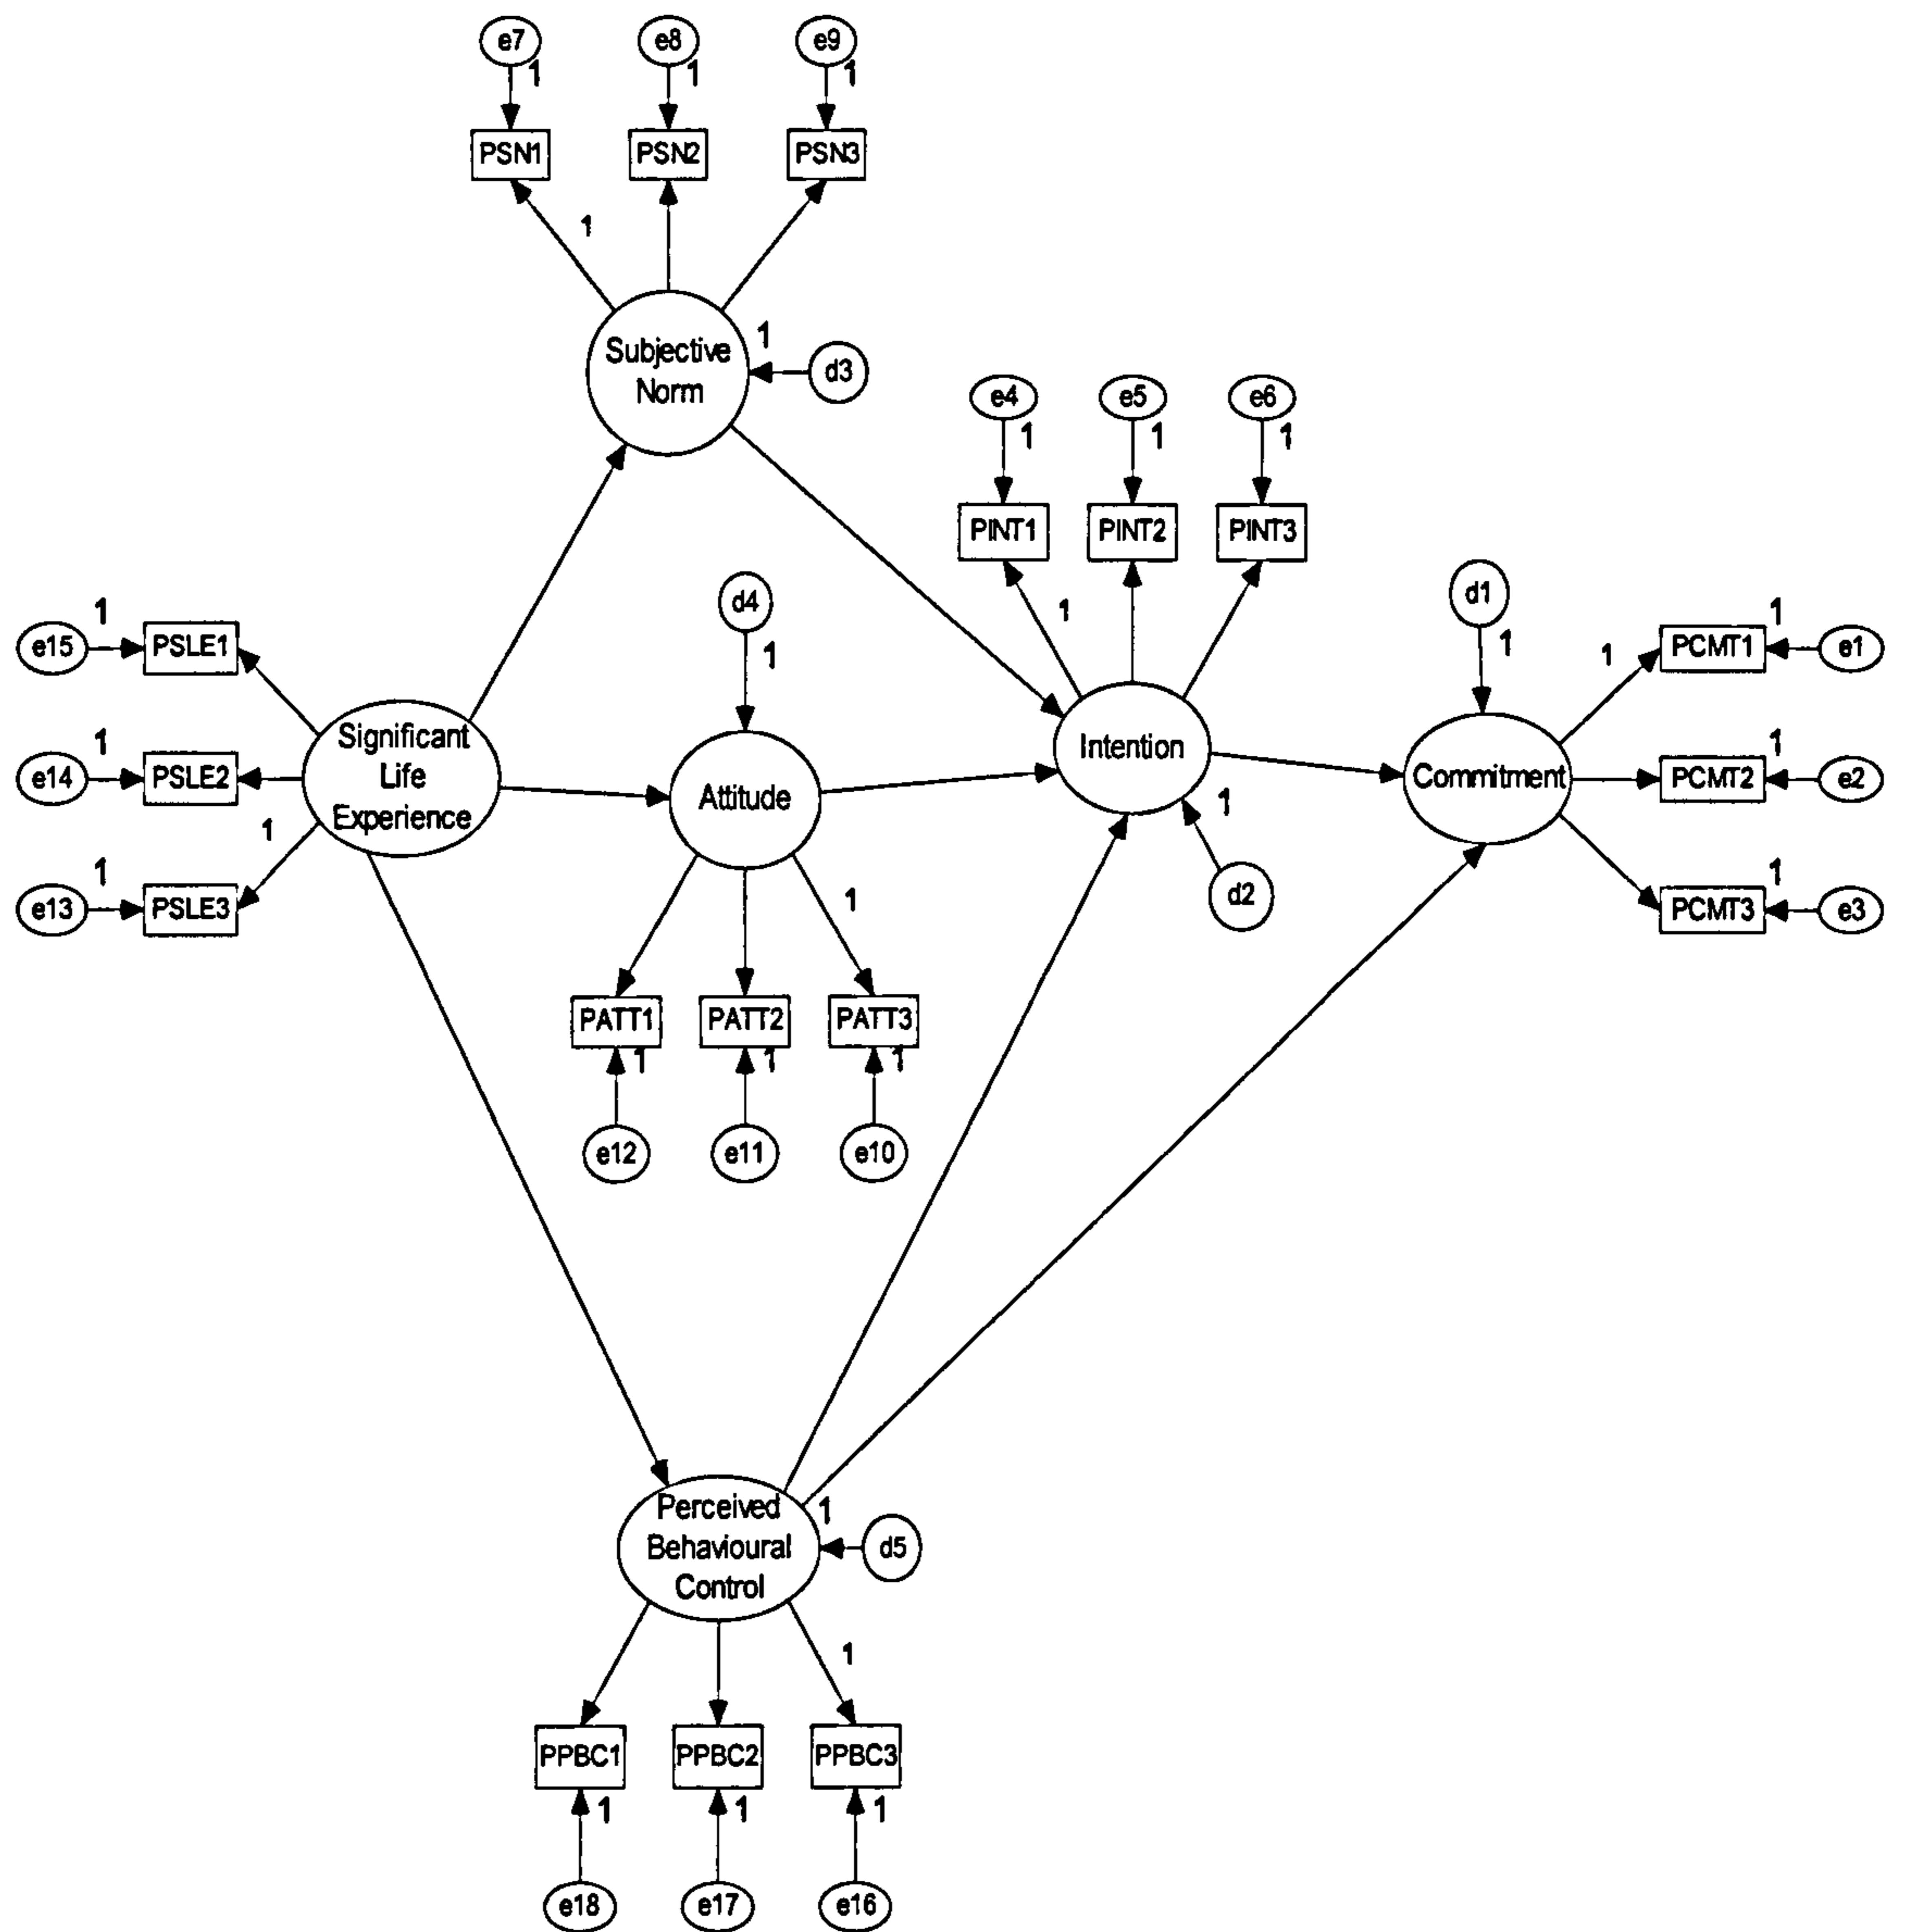 e7 e8 e9
1 1 1
PSN1 PSN2 PSN3
1
Subjective
Norm
1
d3
e4 e5 e6
1 1 1
PINT1 PINT2 PINT3
1
d4
1
d1
1
1 1 1
e15 PSLE1 PCMT1 e1
Significant
Life
Experience
Attitude
Intention
Commitment
1 1
e14 PSLE2 PCMT2 e2
1
1
d2
1 1
e13 PSLE3 PCMT3 e3
1
PATT1 PATT2 PATT3
1 1 1
e12 e11 e10
Perceived
Behavioural
Control
1
d5
1
PPBC1 PPBC2 PPBC3
1 1 1
e18 e17 e16